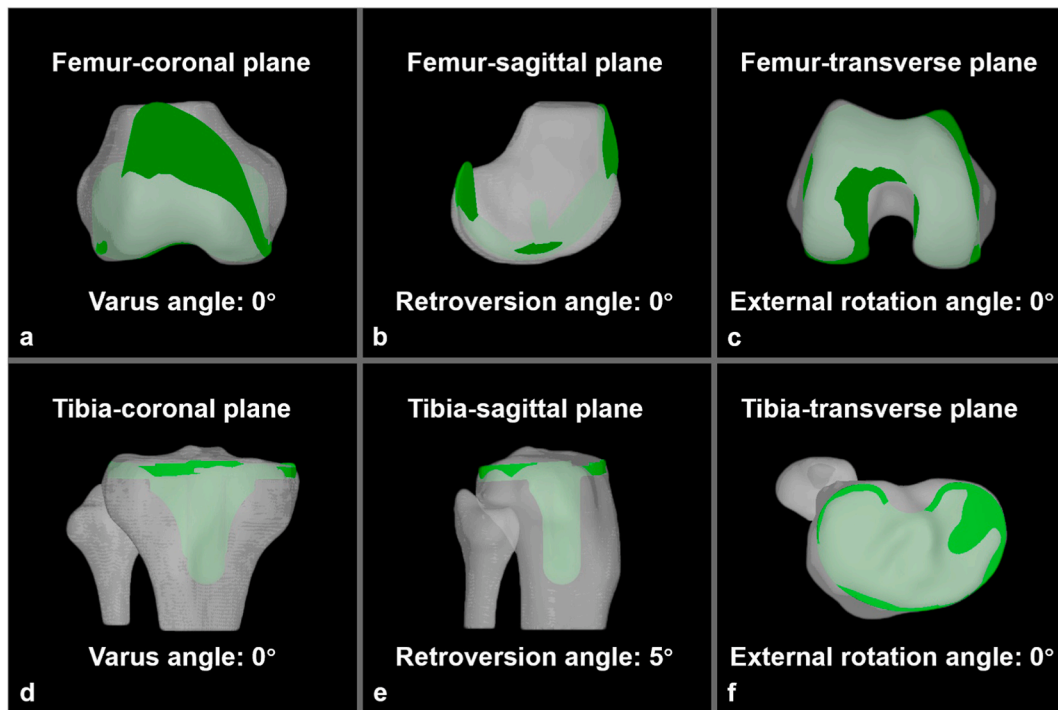 Femur-coronal plane
Varus angle: 0°
a
Femur-sagittal plane
Retroversion angle: 0°
b
Femur-transverse plane
External rotation angle: 0°
c
Tibia-coronal plane
Varus angle: 0°
d
Tibia-sagittal plane
Retroversion angle: 5°
e
Tibia-transverse plane
External rotation angle: 0°
f